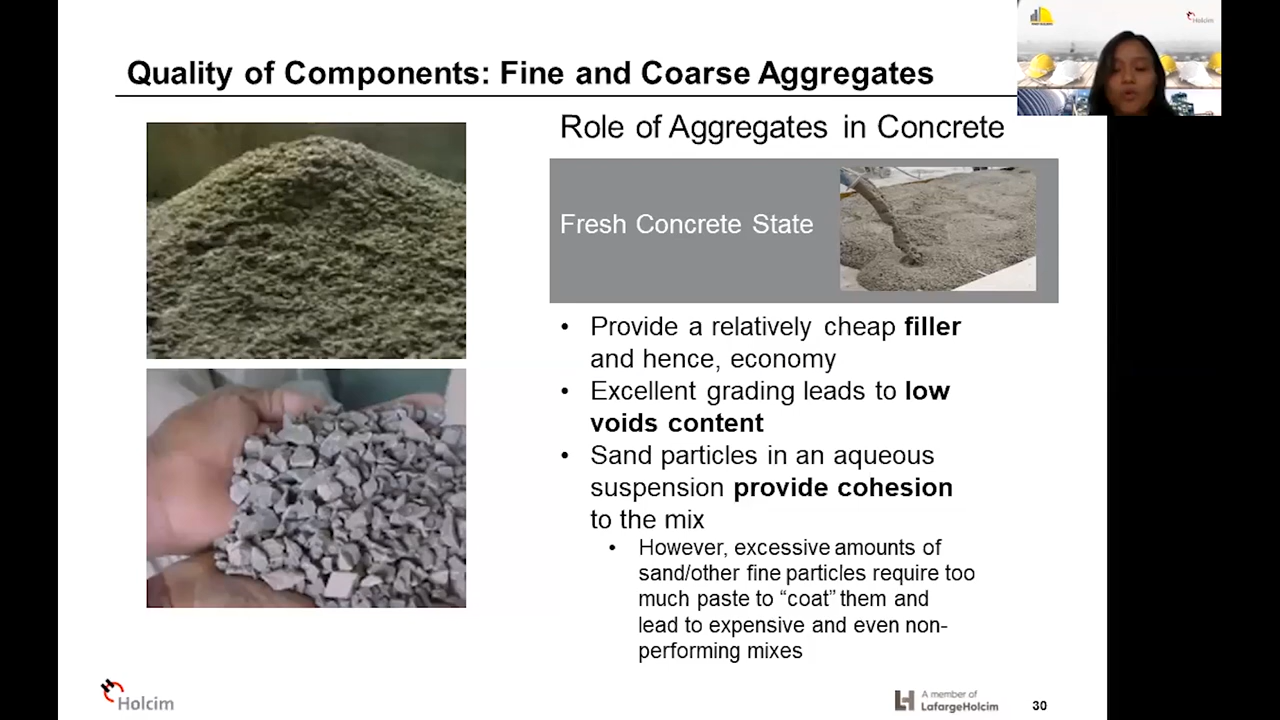 Quality of Components: Fine and Coarse Aggregates
Holcim
Role of Aggregates in Concrete
Fresh Concrete State
• Provide a relatively cheap filler
and hence, economy
• Excellent grading leads to low
voids content
• Sand particles in an aqueous
suspension provide cohesion
to the mix
• However, excessive amounts of
sand/other fine particles require too
much paste to “coat” them and
lead to expensive and even non-
performing mixes
Holcim
A member of
LafargeHolcim
30